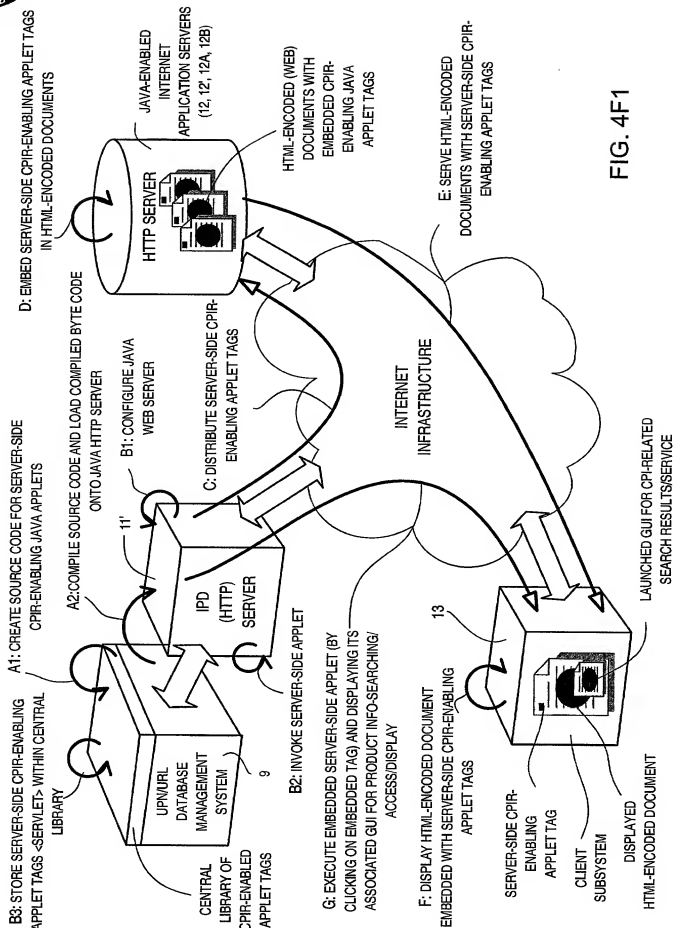 B3: STORE SERVER-SIDE CPIR-ENABLING
APPLET TAGS <SERVLET> WITHIN CENTRAL
LIBRARY
A1: CREATE SOURCE CODE FOR SERVER-SIDE
CPIR-ENABLING JAVA APPLETS
A2:COMPILE SOURCE CODE AND LOAD COMPILED BYTE CODE
ONTO JAVA HTTP SERVER
B1: CONFIGURE JAVA
WEB SERVER
D: EMBED SERVER-SIDE CPIR-ENABLING APPLET TAGS
IN HTML-ENCODED DOCUMENTS
JAVA-ENABLED
INTERNET
APPLICATION SERVERS
(12, 12', 12A, 12B)
HTTP SERVER
HTML-ENCODED (WEB)
DOCUMENTS WITH
EMBEDDED CPIR-
ENABLING JAVA
APPLET TAGS
C: DISTRIBUTE SERVER-SIDE CPIR-
ENABLING APPLET TAGS
11'
IPD
(HTTP)
SERVER
UPN/URL
DATABASE
MANAGEMENT
SYSTEM
9
CENTRAL
LIBRARY OF
CPIR-ENABLED
APPLET TAGS
B2: INVOKE SERVER-SIDE APPLET
INTERNET
INFRASTRUCTURE
E: SERVE HTML-ENCODED
DOCUMENTS WITH SERVER-SIDE CPIR-
ENABLING APPLET TAGS
G: EXECUTE EMBEDDED SERVER-SIDE APPLET (BY
CLICKING ON EMBEDDED TAG) AND DISPLAYING ITS
ASSOCIATED GUI FOR PRODUCT INFO-SEARCHING/
ACCESS/DISPLAY
F: DISPLAY HTML-ENCODED DOCUMENT
EMBEDDED WITH SERVER-SIDE CPIR-ENABLING
APPLET TAGS
13
SERVER-SIDE CPIR-
ENABLING
APPLET TAG
CLIENT
SUBSYSTEM
DISPLAYED
HTML-ENCODED DOCUMENT
LAUNCHED GUI FOR CPI-RELATED
SEARCH RESULTS/SERVICE
FIG. 4F1